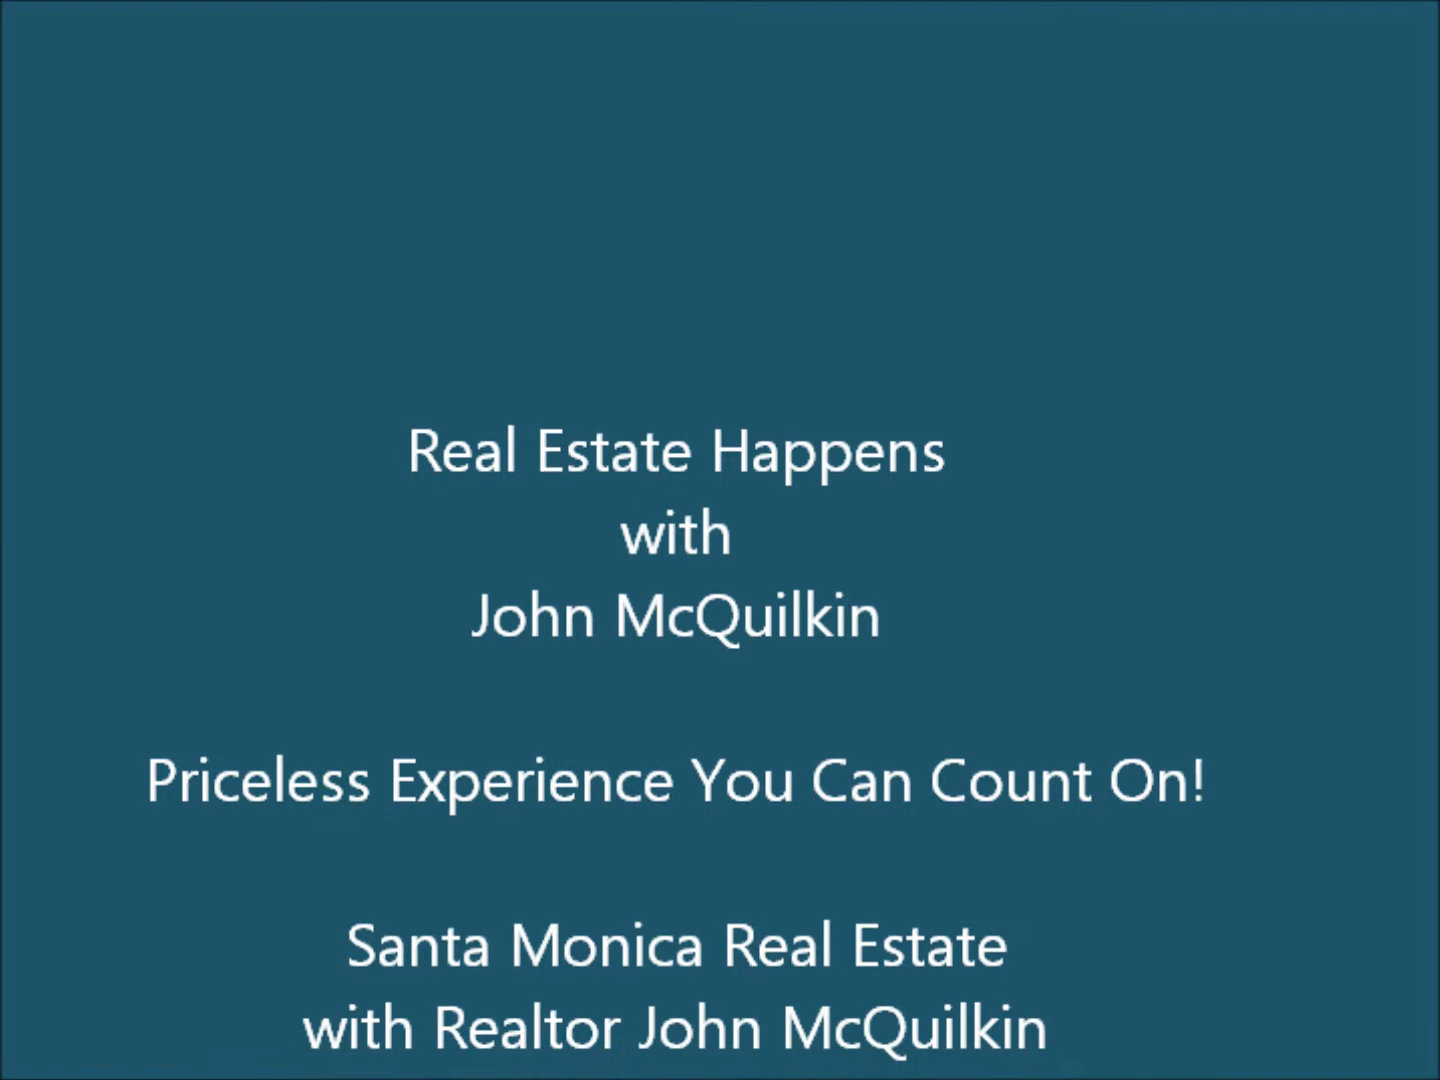 Real Estate Happens
with
John McQuilkin
Priceless Experience You Can Count On!
Santa Monica Real Estate
with Realtor John McQuilkin